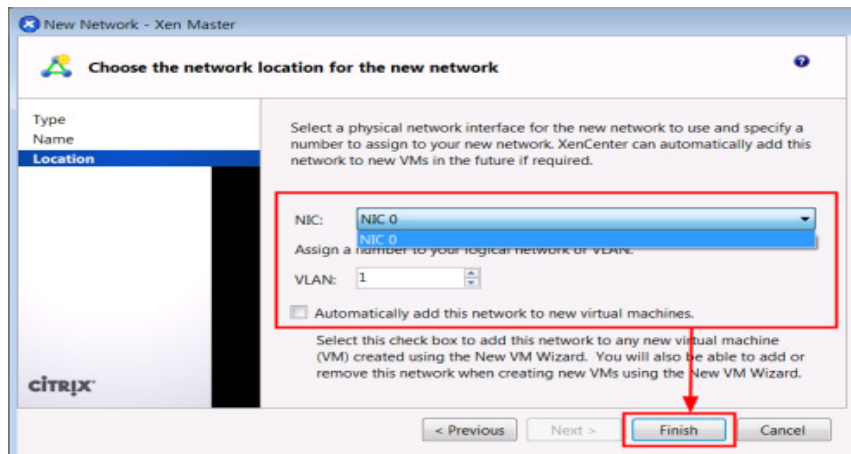 New Network - Xen Master
Choose the network location for the new network
?
Type
Name
Location
Select a physical network interface for the new network to use and specify a
number to assign to your new network. XenCenter can automatically add this
network to new VMs in the future if required.
NIC: NIC 0
NIC 0
Assign a number to your logical network or VLAN.
VLAN: 1
Automatically add this network to new virtual machines.
Select this check box to add this network to any new virtual machine
(VM) created using the New VM Wizard. You will also be able to add or
remove this network when creating new VMs using the New VM Wizard.
CİTRIX
< Previous Next > Finish Cancel